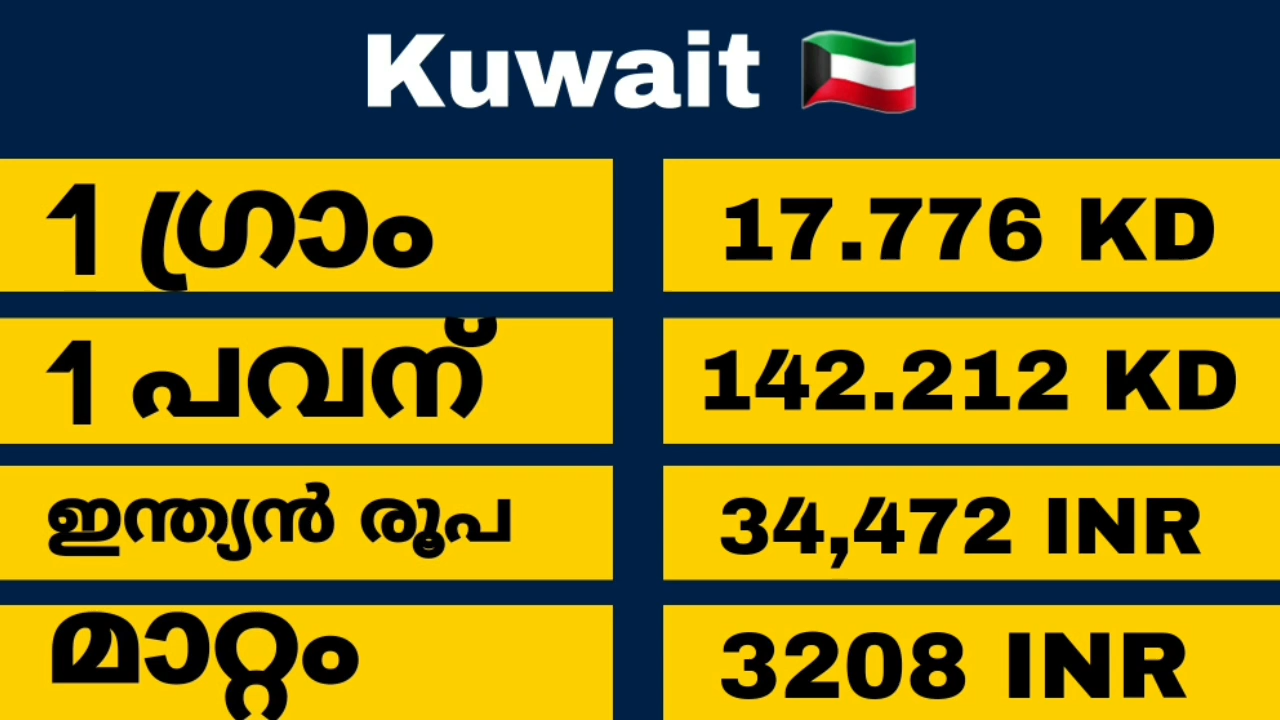 Kuwait 🇰🇼
1 ഗ്രാം 17.776 KD
1 പവന് 142.212 KD
ഇന്ത്യൻ രൂപ 34,472 INR
മാറ്റം 3208 INR